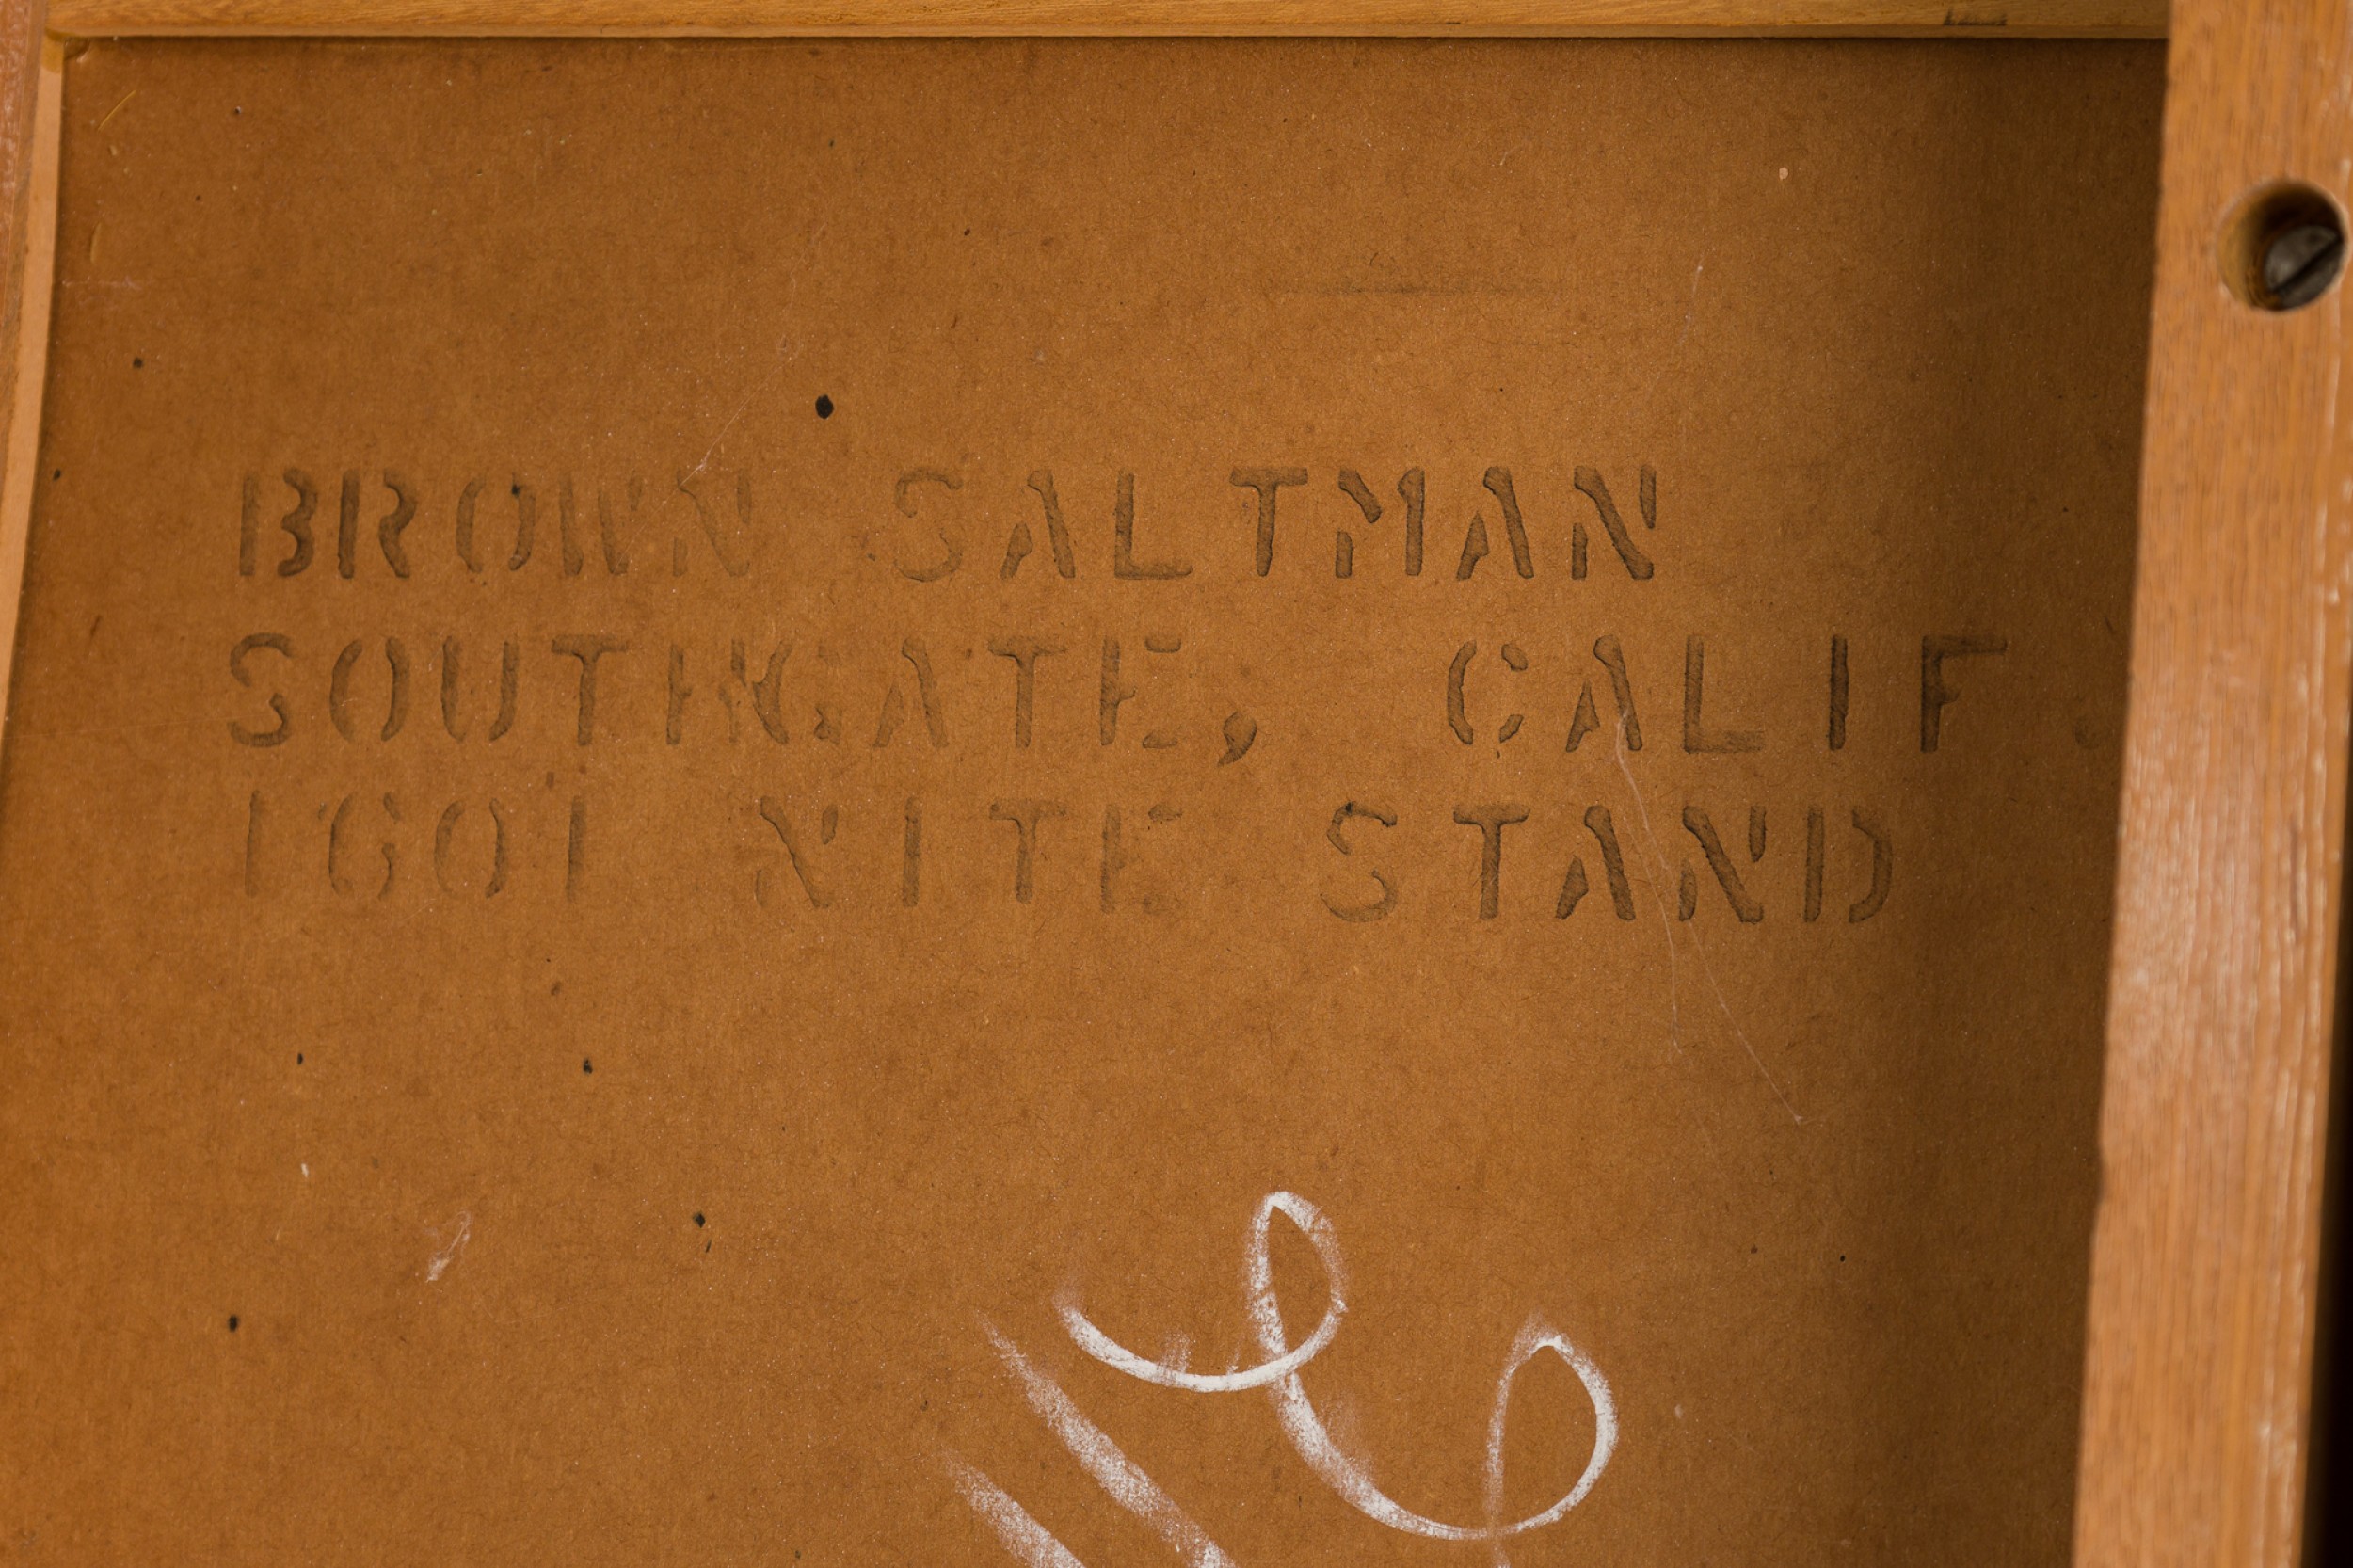 BROWN SALTMAN
SOUTHGATE, CALIF.
1601 NITE STAND